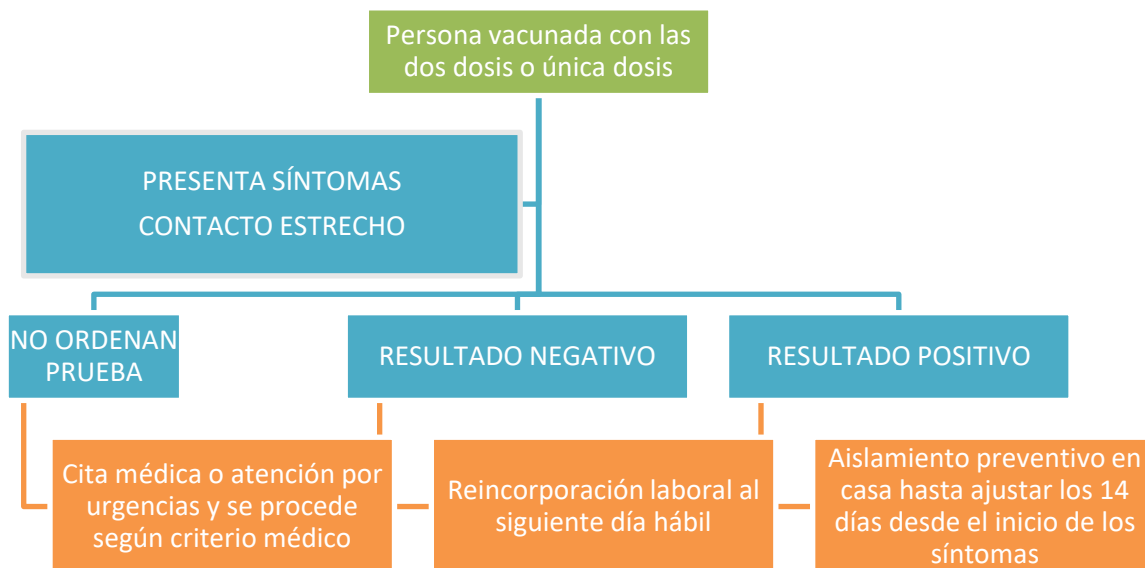 Persona vacunada con las
dos dosis o única dosis
PRESENTA SÍNTOMAS
CONTACTO ESTRECHO
NO ORDENAN
PRUEBA
RESULTADO NEGATIVO
RESULTADO POSITIVO
Cita médica o atención por
urgencias y se procede
según criterio médico
Reincorporación laboral al
siguiente día hábil
Aislamiento preventivo en
casa hasta ajustar los 14
días desde el inicio de los
síntomas